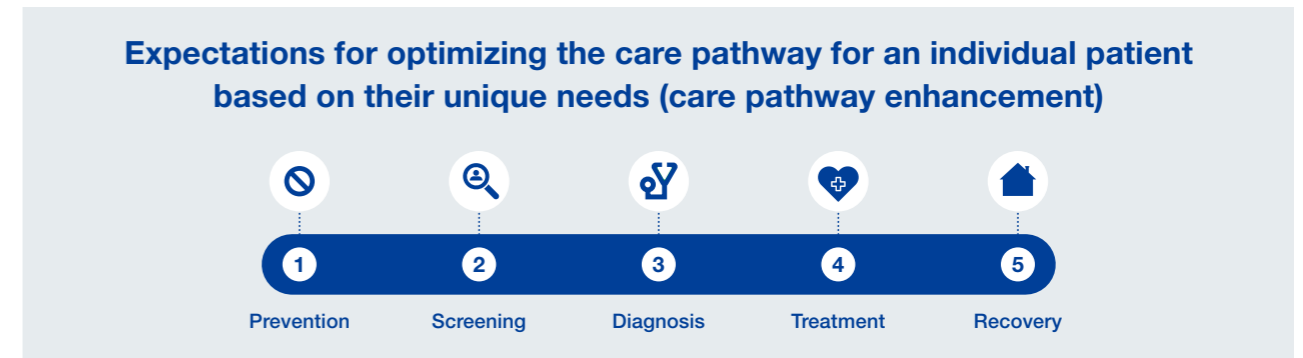 Expectations for optimizing the care pathway for an individual patient
based on their unique needs (care pathway enhancement)
1 2 3 4 5
Prevention Screening Diagnosis Treatment Recovery